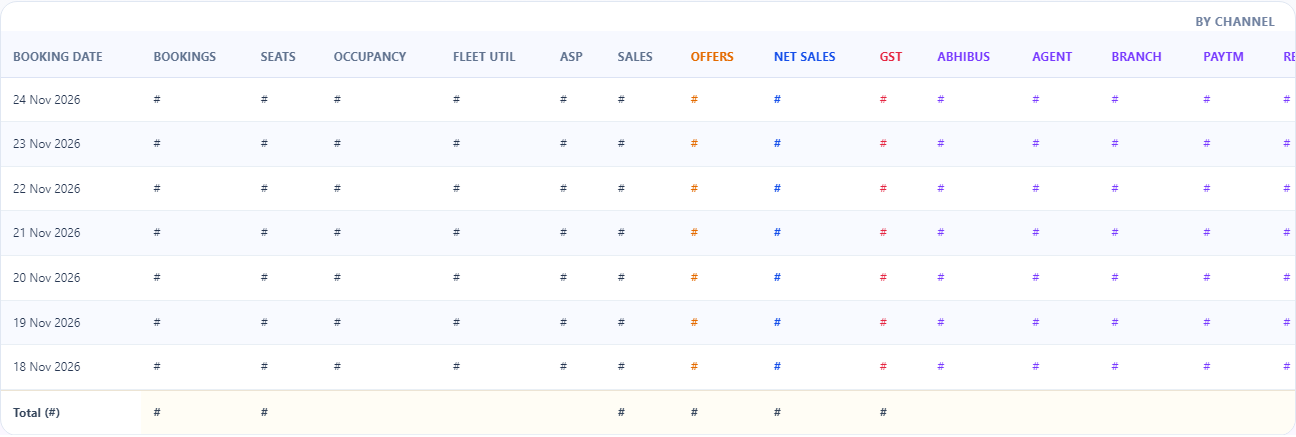 BY CHANNEL
BOOKING DATE BOOKINGS SEATS OCCUPANCY FLEET UTIL ASP SALES OFFERS NET SALES GST ABHIBUS AGENT BRANCH PAYTM
24 Nov 2026 # # # # # # # # # # # # # #
23 Nov 2026 # # # # # # # # # # # # # #
22 Nov 2026 # # # # # # # # # # # # # #
21 Nov 2026 # # # # # # # # # # # # # #
20 Nov 2026 # # # # # # # # # # # # # #
19 Nov 2026 # # # # # # # # # # # # # #
18 Nov 2026 # # # # # # # # # # # # # #
Total (#) # # # # # #